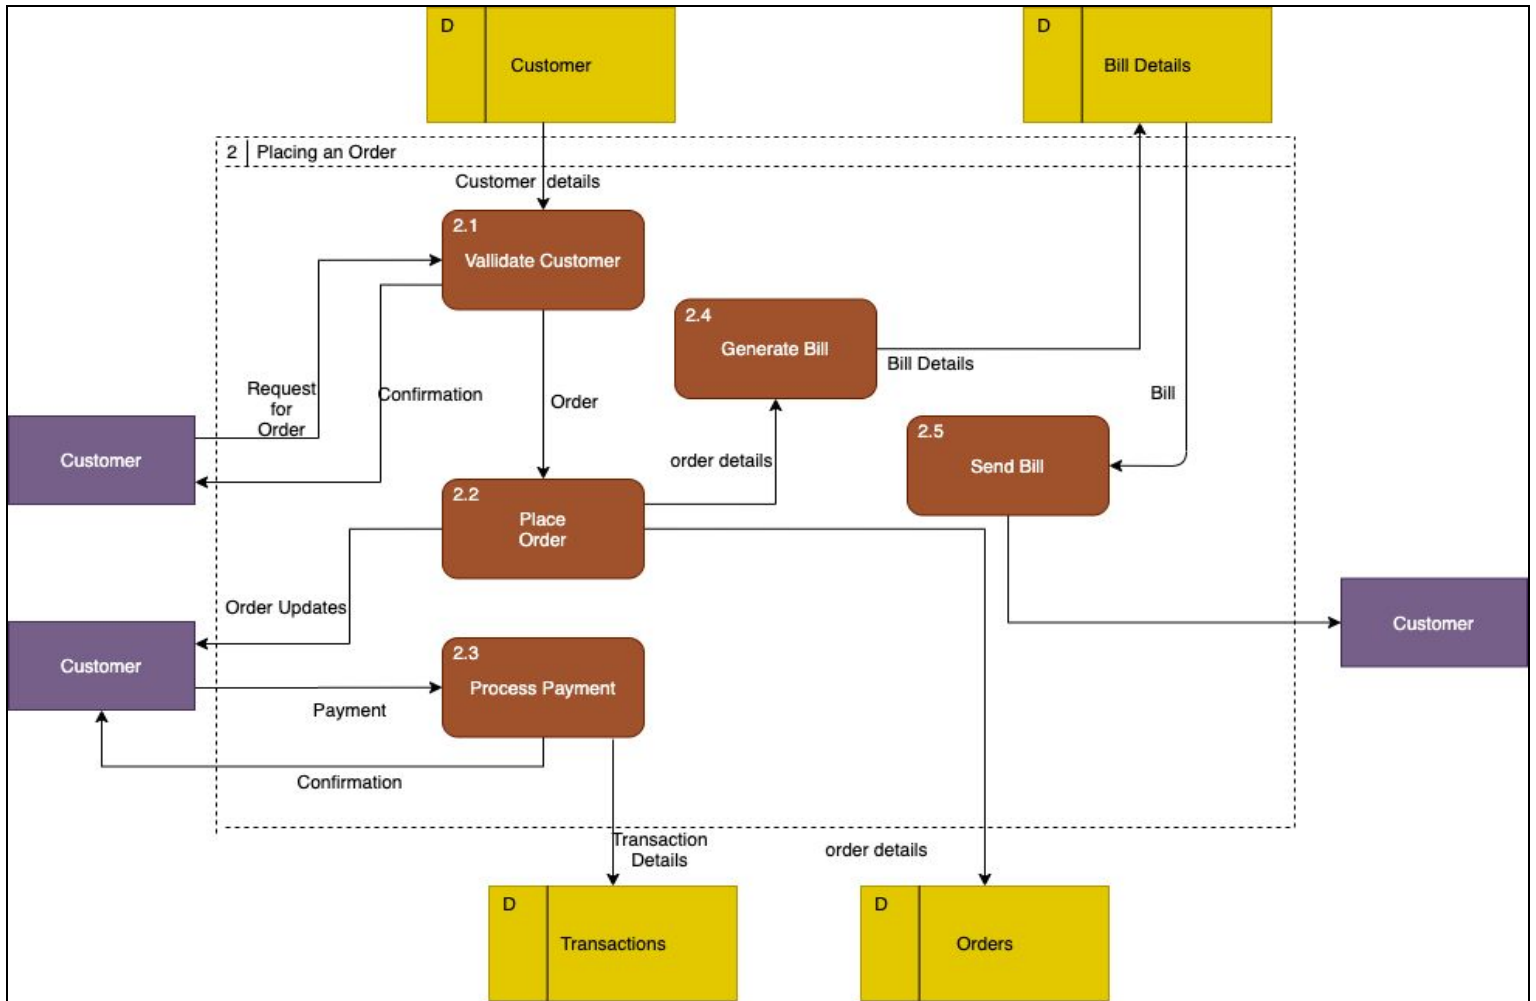 D
Customer
D
Bill Details
2
Placing an Order
Customer details
2.1
Vallidate Customer
2.4
Generate Bill
Bill Details
Request
for
Order
Confirmation
Order
Bill
Customer
order details
2.5
Send Bill
2.2
Place
Order
Order Updates
Customer
Customer
2.3
Process Payment
Payment
Confirmation
Transaction
Details
order details
D
Transactions
D
Orders